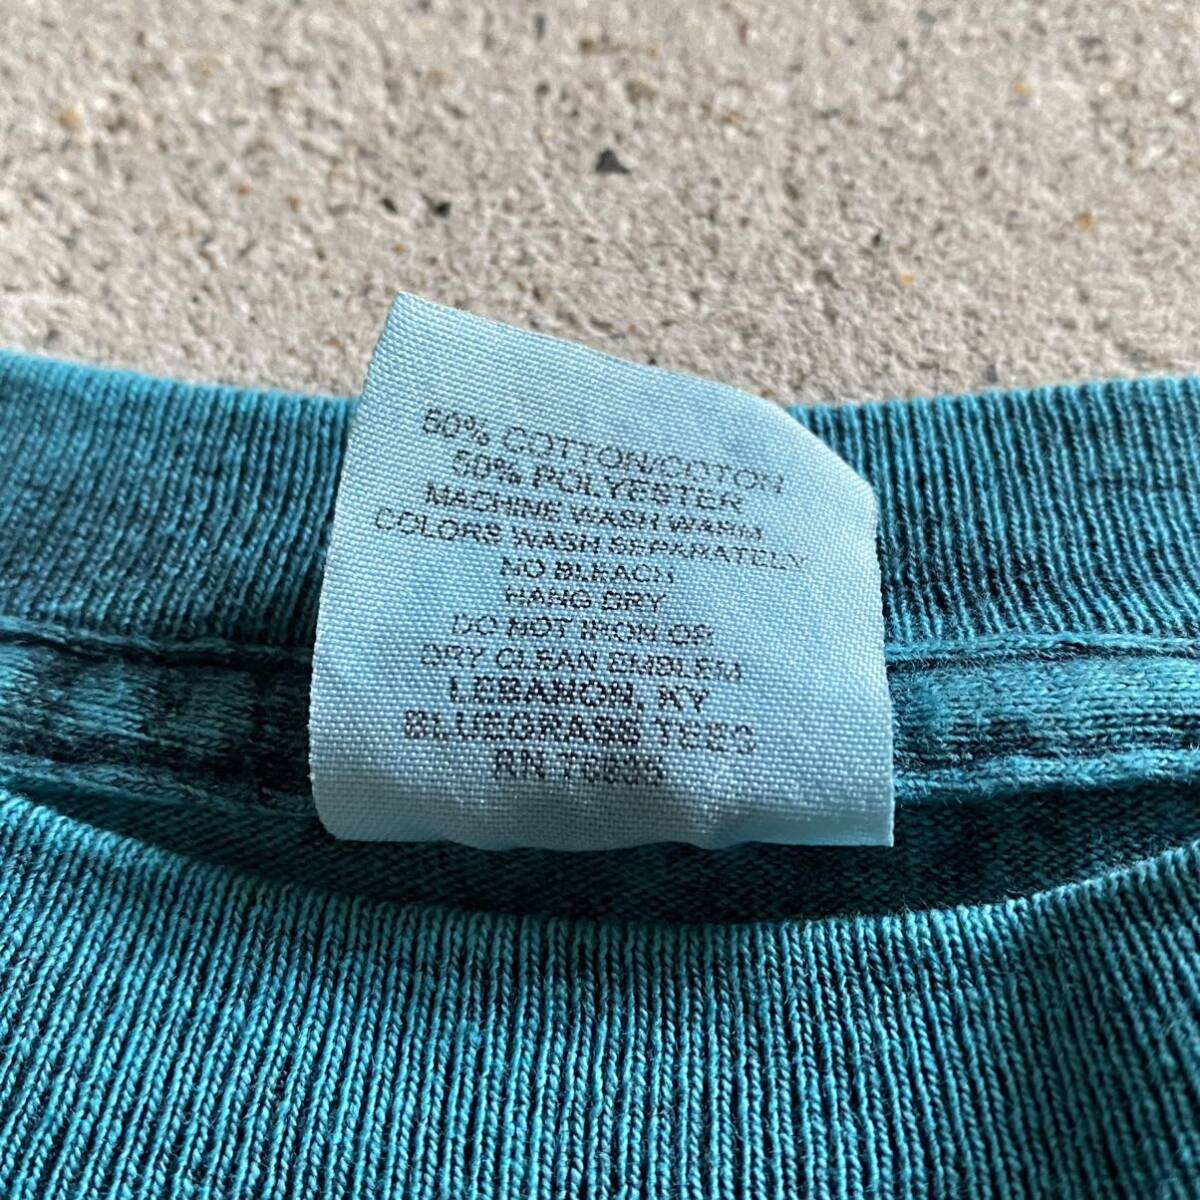 50% COTTON/COTON
50% POLYESTER
MACHINE WASH WARM
COLORS WASH SEPARATELY
NO BLEACH
HANG DRY
DO NOT IRON OR
DRY CLEAN EMBLEM
LEBANON, KY
BLUEGRASS TEES
RN